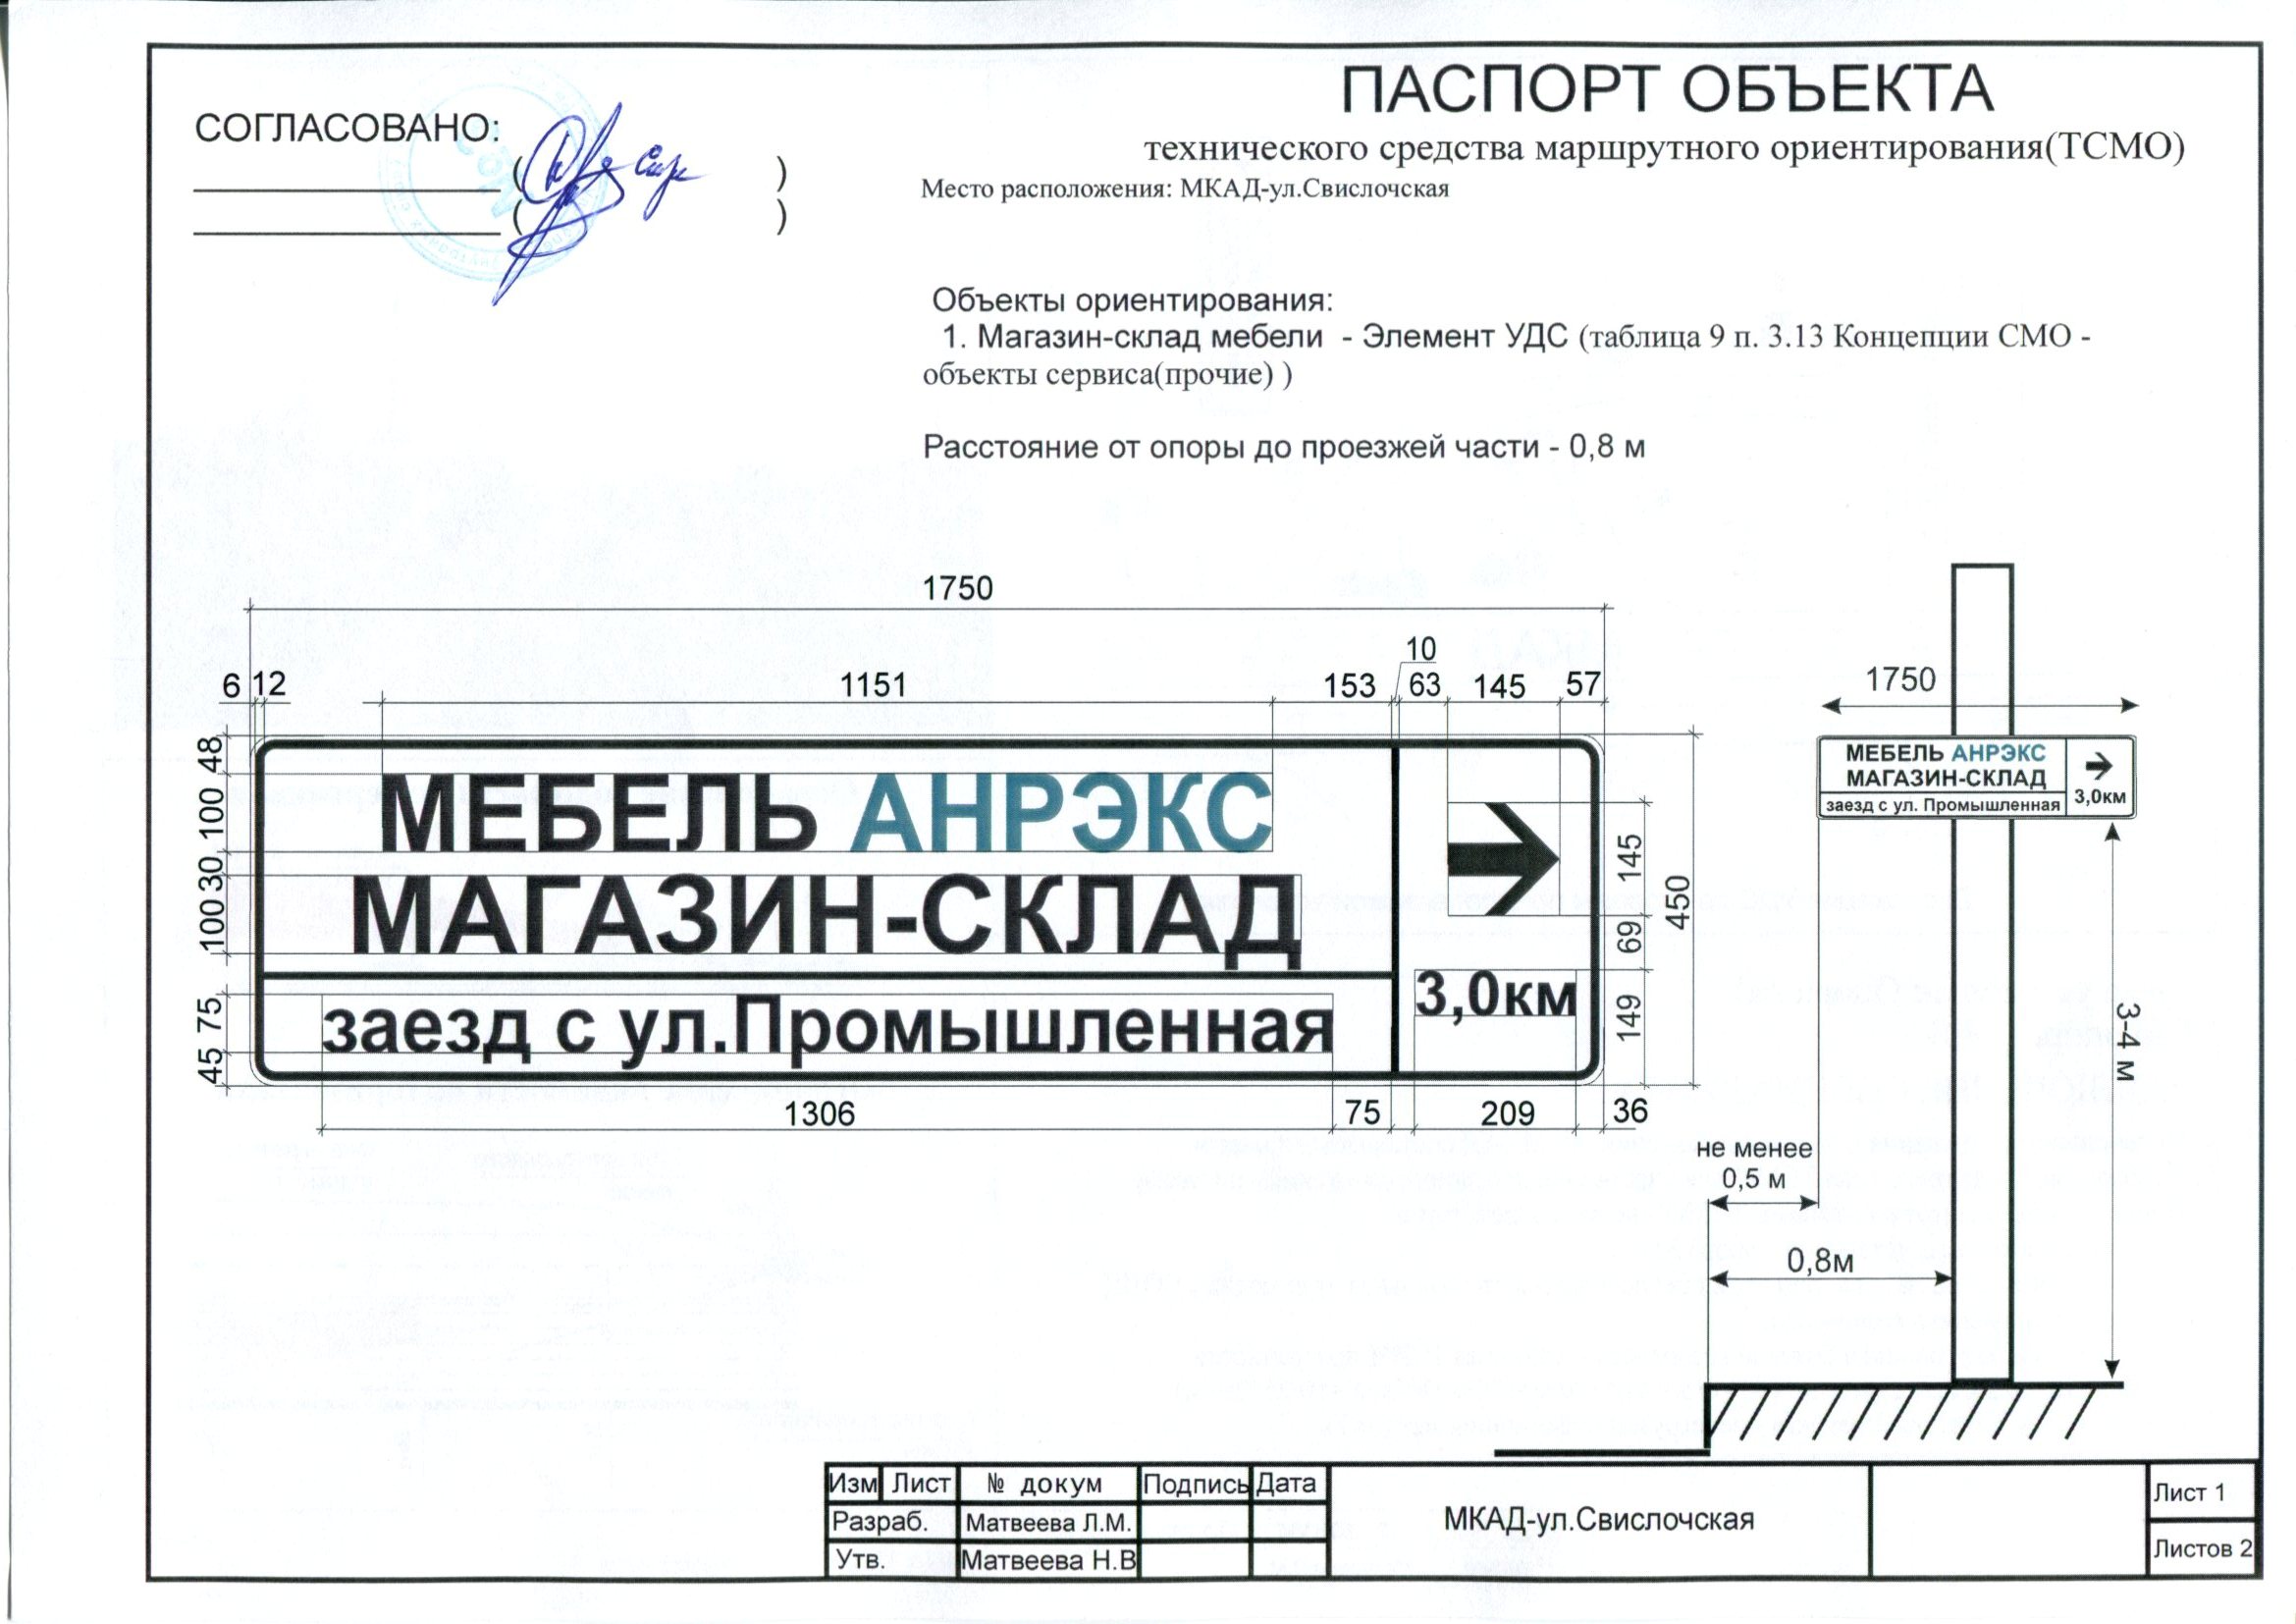 СОГЛАСОВАНО:
(                )
(                )
ПАСПОРТ ОБЪЕКТА
технического средства маршрутного ориентирования(ТСМО)
Место расположения: МКАД-ул.Свислочская
Объекты ориентирования:
1. Магазин-склад мебели - Элемент УДС (таблица 9 п. 3.13 Концепции СМО -
объекты сервиса(прочие) )
Расстояние от опоры до проезжей части - 0,8 м
1750
10
6 12 1151 153 63 145 57
48
100
30
100
75
45
МЕБЕЛЬ АНРЭКС
МАГАЗИН-СКЛАД
заезд с ул.Промышленная
3,0км
145
69
149
450
1306 75 209 36
1750
МЕБЕЛЬ АНРЭКС
МАГАЗИН-СКЛАД
заезд с ул. Промышленная
3,0км
3-4 м
не менее
0,5 м
0,8м
Изм Лист № докум Подпись Дата
Разраб. Матвеева Л.М.
Утв. Матвеева Н.В
МКАД-ул.Свислочская
Лист 1
Листов 2